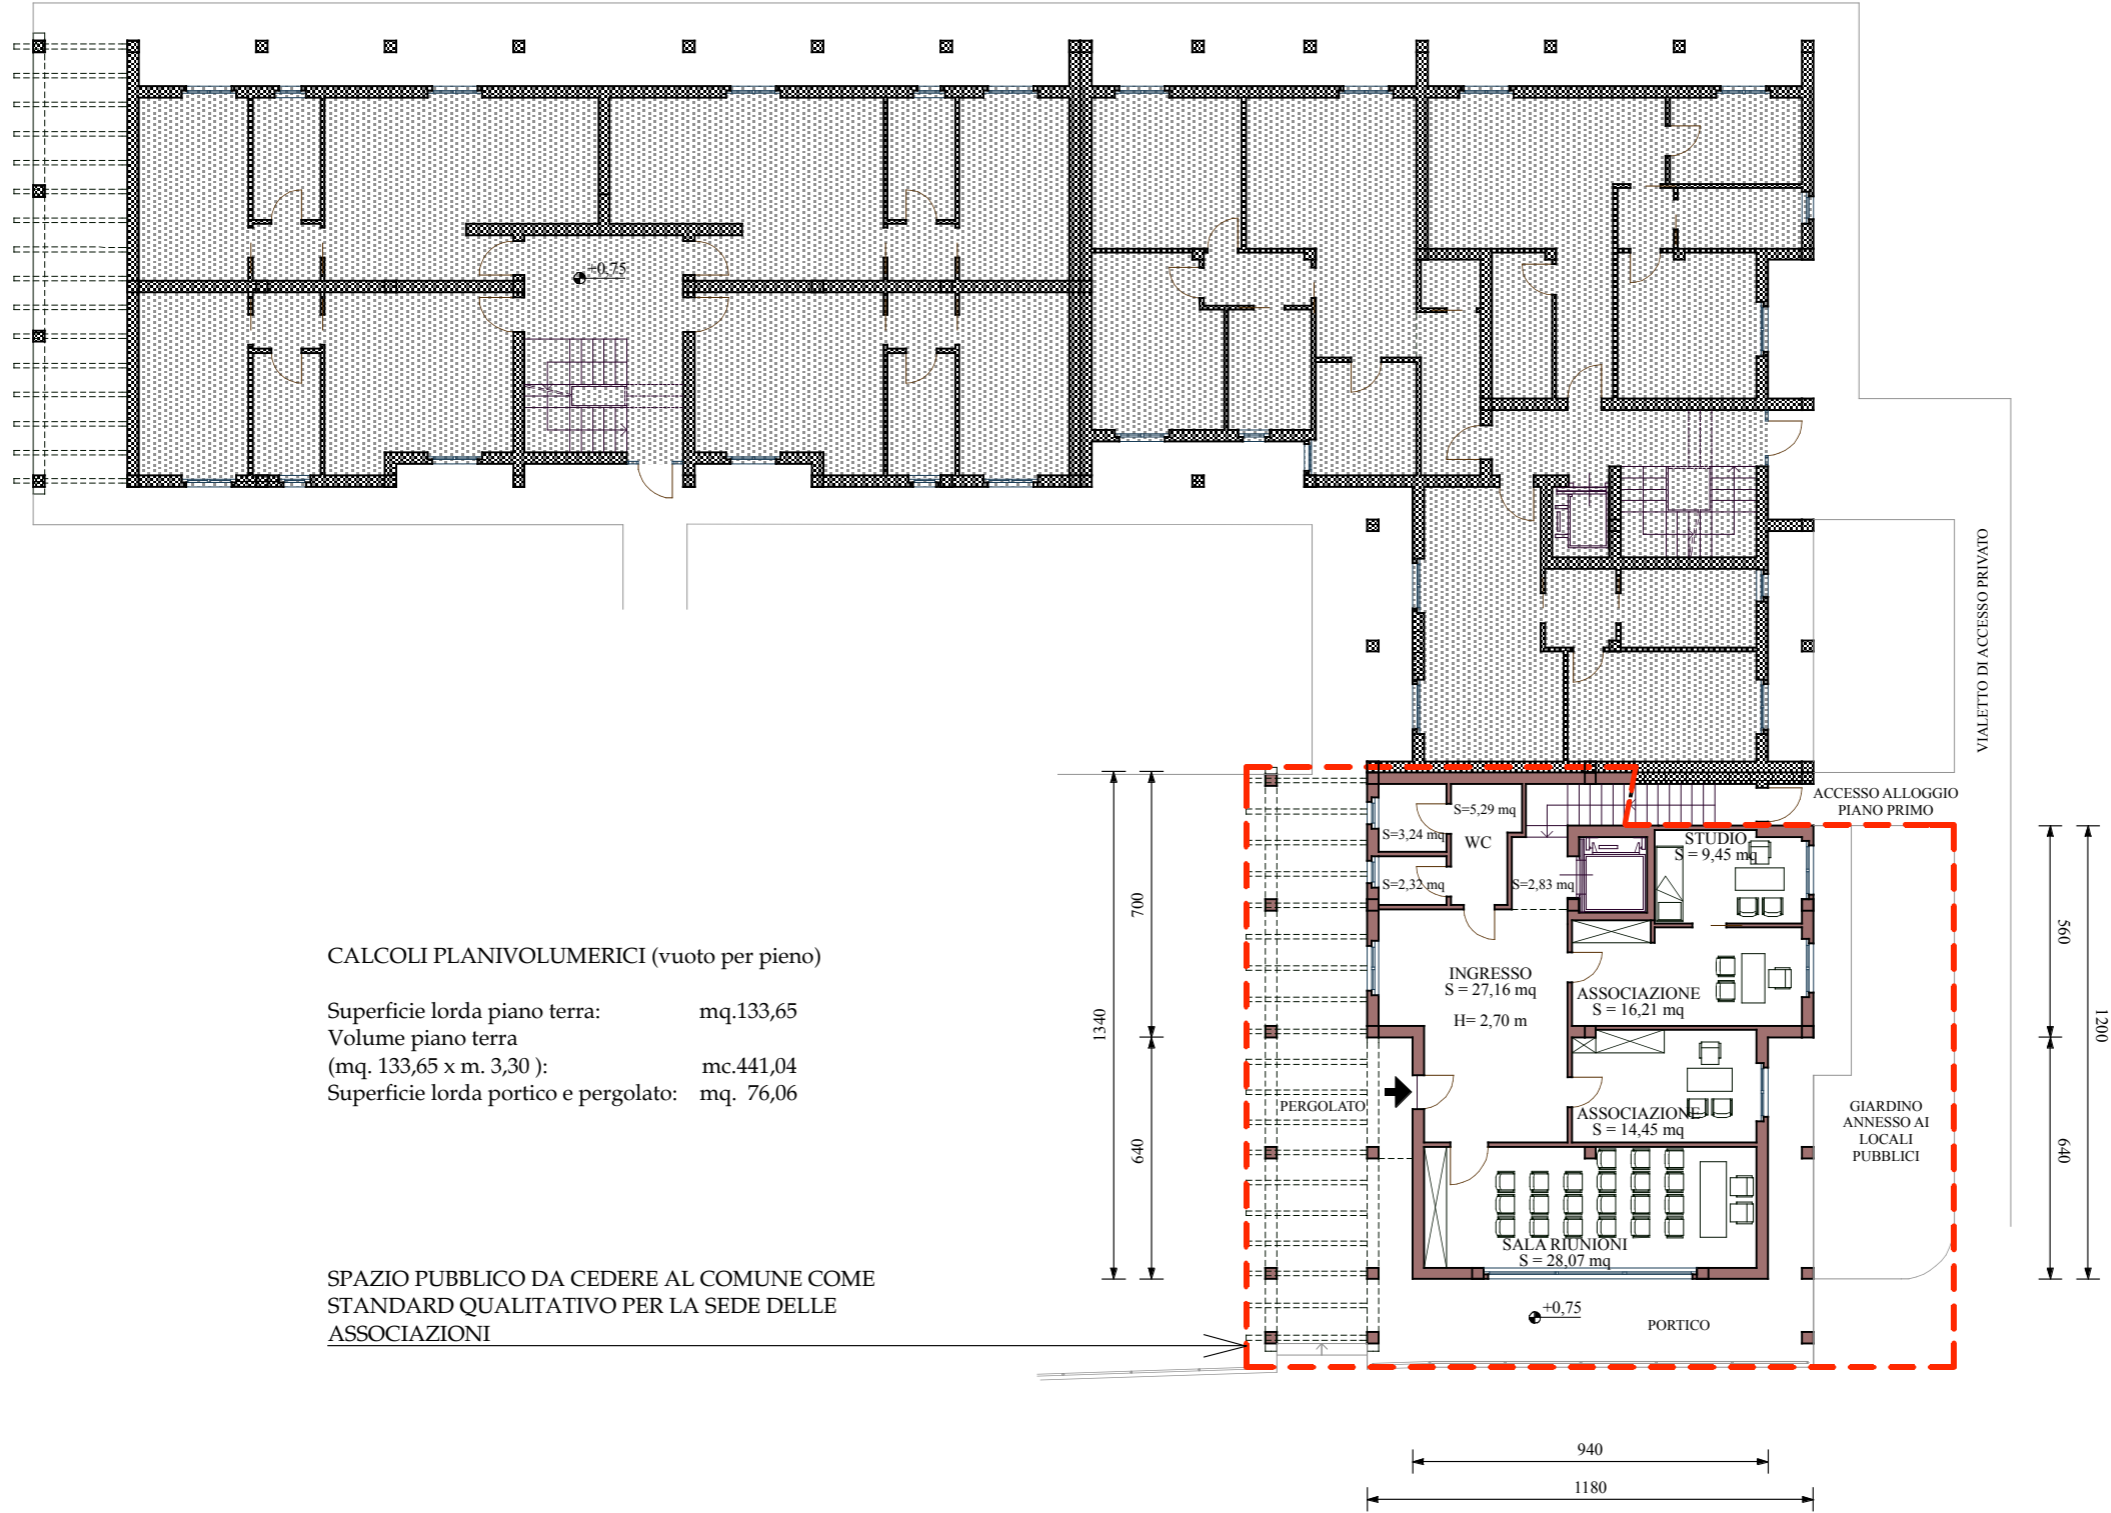 +0,75
VIALETTO DI ACCESSO PRIVATO
ACCESSO ALLOGGIO
PIANO PRIMO
S=5,29 mq
S=3,24 mq
WC
STUDIO
S = 9,45 mq
S=2,32 mq
S=2,83 mq
700
560
1340
1200
INGRESSO
S = 27,16 mq
H= 2,70 m
ASSOCIAZIONE
S = 16,21 mq
CALCOLI PLANIVOLUMERICI (vuoto per pieno)
Superficie lorda piano terra: mq.133,65
Volume piano terra
(mq. 133,65 x m. 3,30 ): mc.441,04
Superficie lorda portico e pergolato: mq. 76,06
PERGOLATO
ASSOCIAZIONE
S = 14,45 mq
GIARDINO
ANNESSO AI
LOCALI
PUBBLICI
640
640
SALA RIUNIONI
S = 28,07 mq
SPAZIO PUBBLICO DA CEDERE AL COMUNE COME
STANDARD QUALITATIVO PER LA SEDE DELLE
ASSOCIAZIONI
+0,75
PORTICO
940
1180